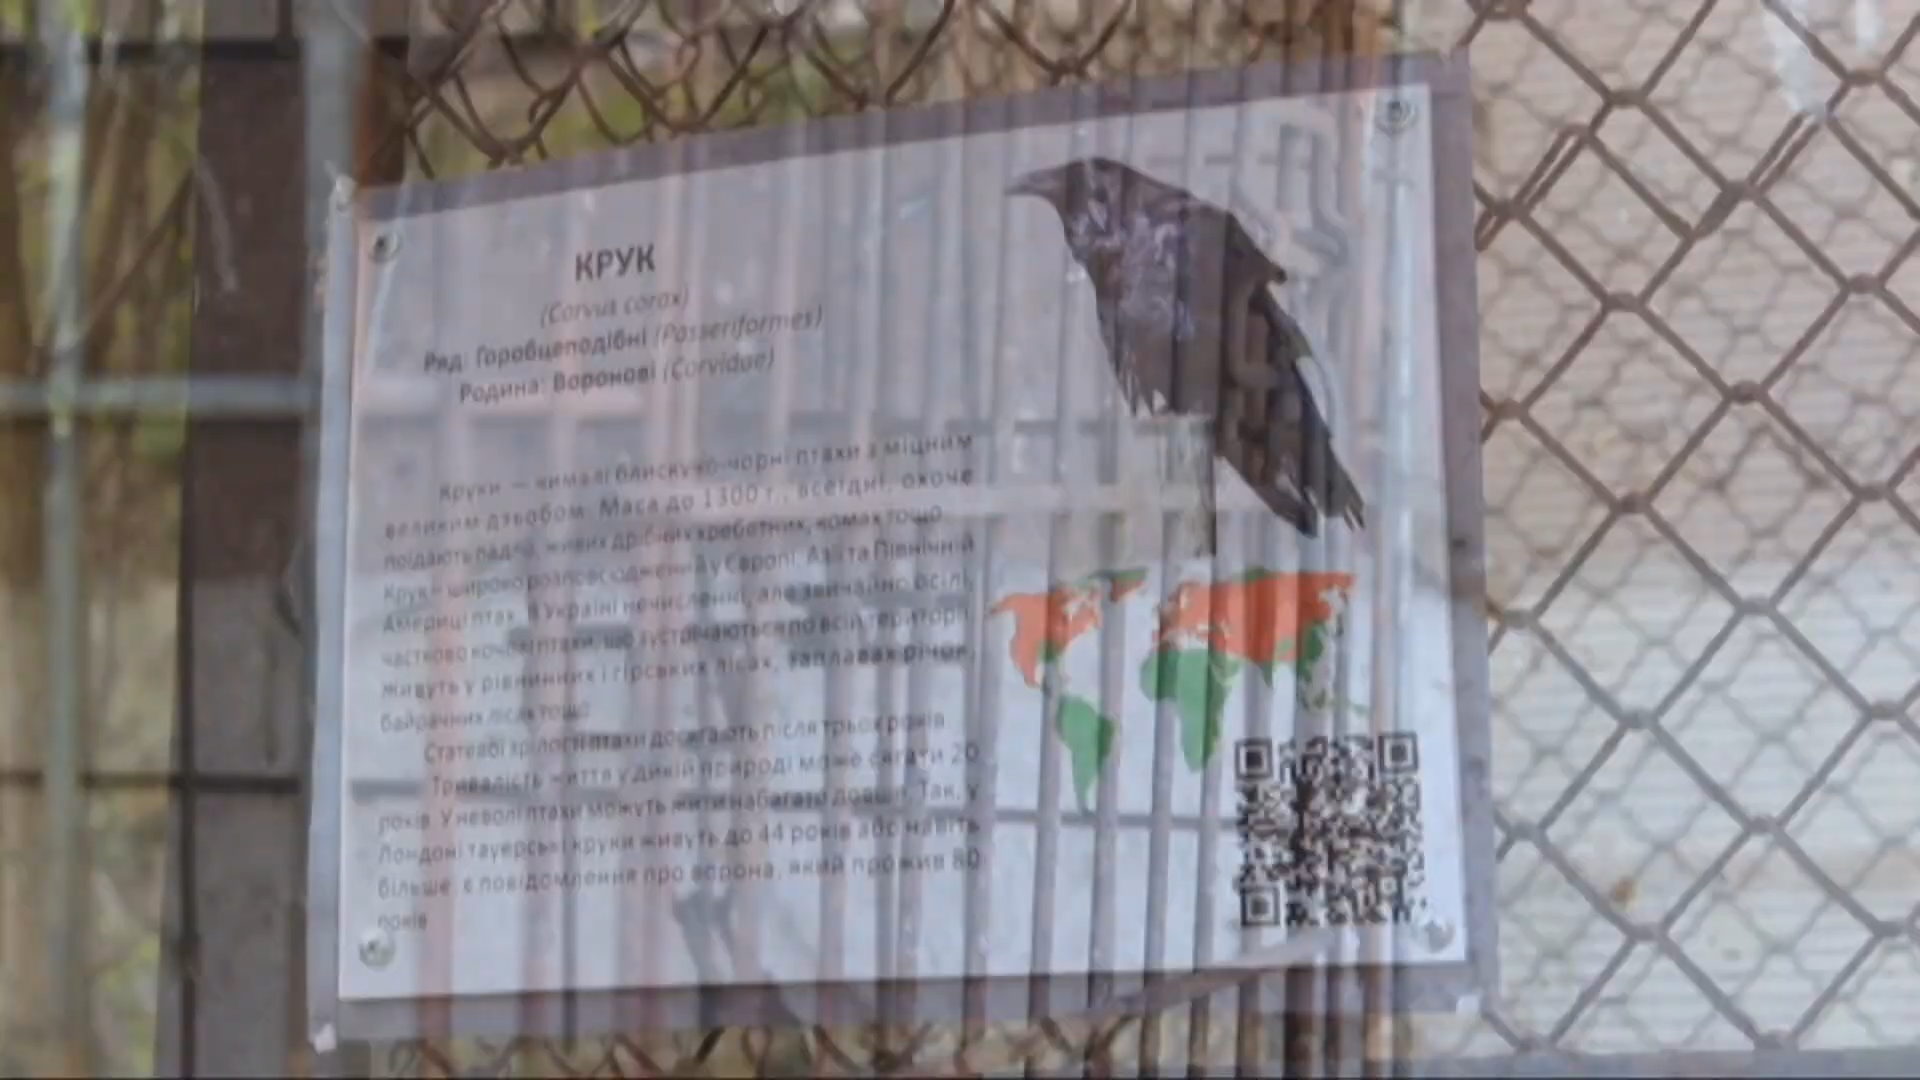 КРУК
(Corvus corax)
Ряд: Горобцеподібні (Passeriformes)
Родина: Воронові (Corvidae)
Круки — чималі блискучо-чорні птахи з міцним
великим дзьобом. Маса до 1300 г., всеїдні, охоче
поїдають падло, живих дрібних хребетних, комах тощо.
Крук – широко розповсюджений у Європі, Азії та Північній
Америці птах. В Україні нечисленні, але звичайно осілі,
частково кочові птахи, що зустрічаються по всій території.
Живуть у рівнинних і гірських лісах, заплавах річок,
байрачних лісах тощо.
Статевої зрілості птахи досягають після трьох років.
Тривалість життя у дикій природі може сягати 20
років. У неволі птахи можуть жити набагато довше. Так, у
Лондоні тауерські круки живуть до 44 років або навіть
більше, є повідомлення про ворона, який прожив 80
років